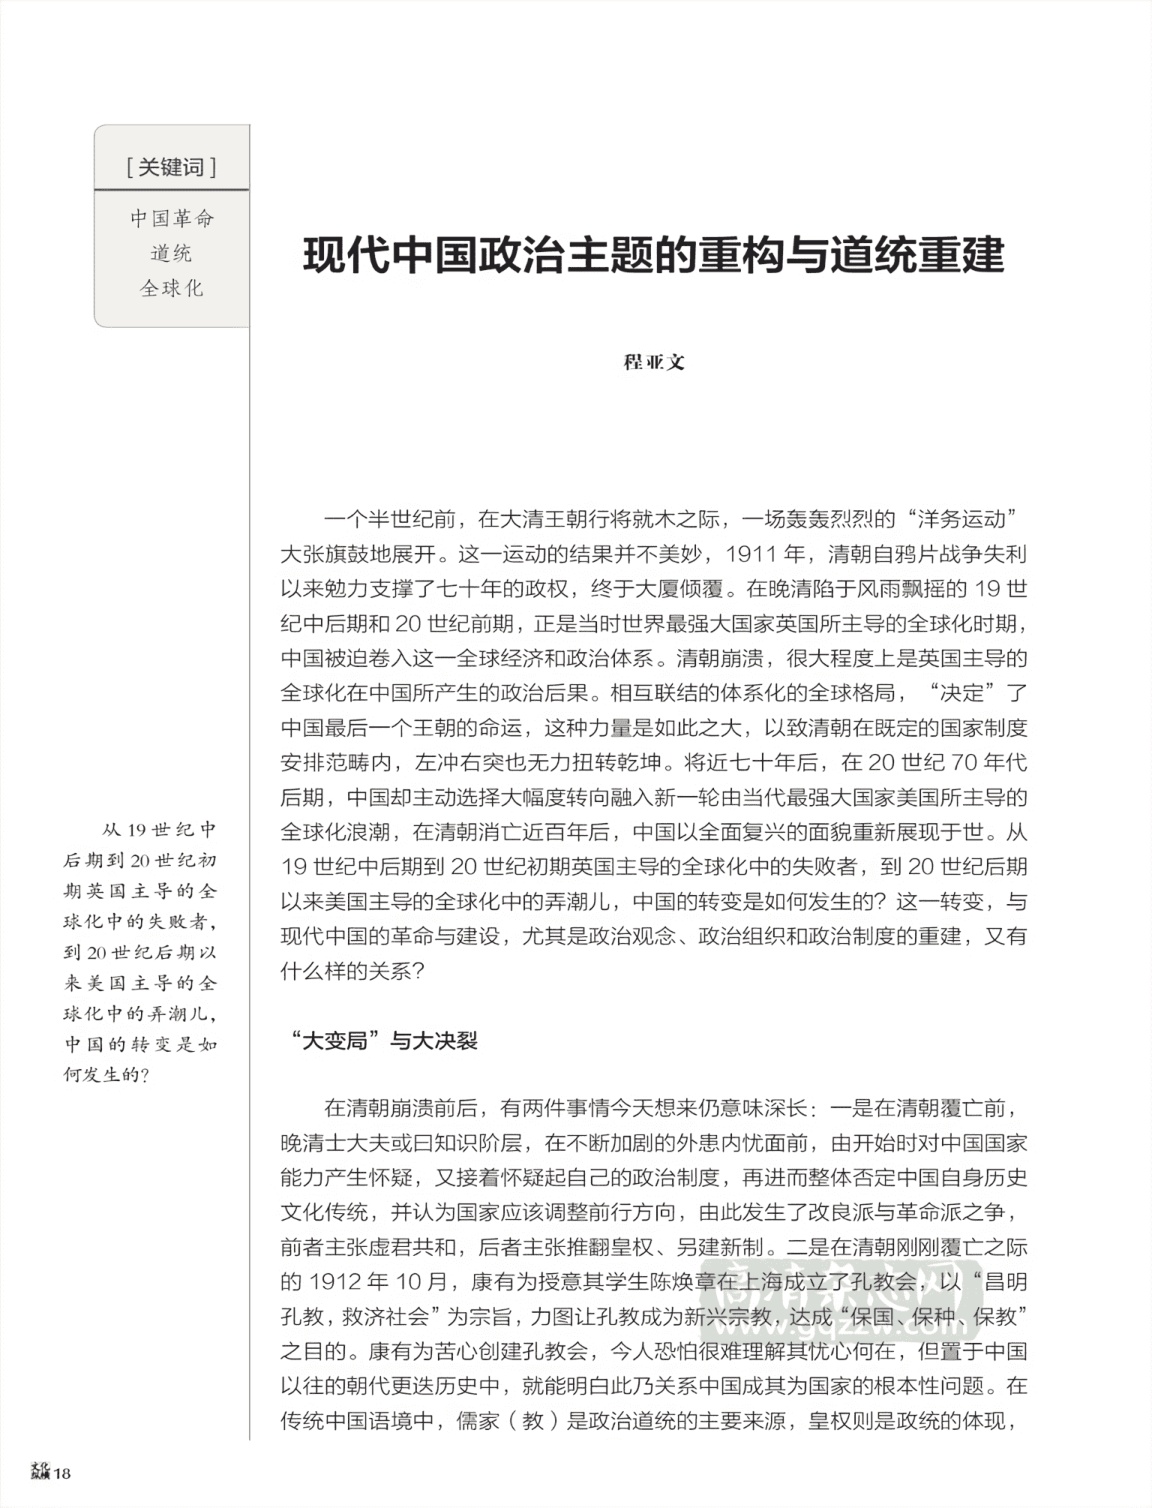 [关键词]
中国革命
道统
全球化
现代中国政治主题的重构与道统重建
程亚文
一个半世纪前，在大清王朝行将就木之际，一场轰轰烈烈的“洋务运动”
大张旗鼓地展开。这一运动的结果并不美妙，1911 年，清朝自鸦片战争失利
以来勉力支撑了七十年的政权，终于大厦倾覆。在晚清陷于风雨飘摇的 19 世
纪中后期和 20 世纪前期，正是当时世界最强大国家英国所主导的全球化时期，
中国被迫卷入这一全球经济和政治体系。清朝崩溃，很大程度上是英国主导的
全球化在中国所产生的政治后果。相互联结的体系化的全球格局，“决定”了
中国最后一个王朝的命运，这种力量是如此之大，以致清朝在既定的国家制度
安排范畴内，左冲右突也无力扭转乾坤。将近七十年后，在 20 世纪 70 年代
后期，中国却主动选择大幅度转向融入新一轮由当代最强大国家美国所主导的
全球化浪潮，在清朝消亡近百年后，中国以全面复兴的面貌重新展现于世。从
19 世纪中后期到 20 世纪初期英国主导的全球化中的失败者，到 20 世纪后期
以来美国主导的全球化中的弄潮儿，中国的转变是如何发生的？这一转变，与
现代中国的革命与建设，尤其是政治观念、政治组织和政治制度的重建，又有
什么样的关系？
从 19 世纪中
后期到 20 世纪初
期英国主导的全
球化中的失败者，
到 20 世纪后期以
来美国主导的全
球化中的弄潮儿，
中国的转变是如
何发生的？
“大变局”与大决裂
在清朝崩溃前后，有两件事情今天想来仍意味深长：一是在清朝覆亡前，
晚清士大夫或曰知识阶层，在不断加剧的外患内忧面前，由开始时对中国国家
能力产生怀疑，又接着怀疑起自己的政治制度，再进而整体否定中国自身历史
文化传统，并认为国家应该调整前行方向，由此发生了改良派与革命派之争，
前者主张虚君共和，后者主张推翻皇权、另建新制。二是在清朝刚刚覆亡之际
的 1912 年 10 月，康有为授意其学生陈焕章在上海成立了孔教会，以“昌明
孔教，救济社会”为宗旨，力图让孔教成为新兴宗教，达成“保国、保种、保教”
之目的。康有为苦心创建孔教会，今人恐怕很难理解其忧心何在，但置于中国
以往的朝代更迭历史中，就能明白此乃关系中国成其为国家的根本性问题。在
传统中国语境中，儒家（教）是政治道统的主要来源，皇权则是政统的体现，
高清杂志网
www.gqzzw.com
文化
纵横 18